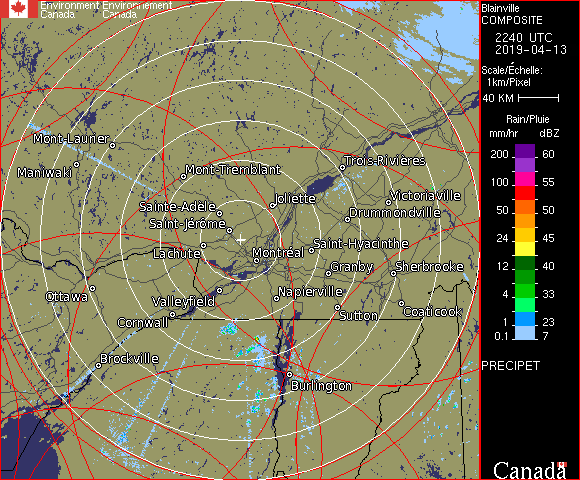 Environment Environnement
Canada Canada
Blainville
COMPOSITE
2240 UTC
2019-04-13
Scale/Échelle:
1km/Pixel
40 KM
Rain/Pluie
mm/hr dBZ
200 60
100 57
100 55
50 50
24 45
12 40
4 33
1 23
0.1 7
PRECIPET
Canada
Mont-Laurier
Maniwaki
Mont-Tremblant
Trois-Rivières
Joliette
Victoriaville
Sainte-Adèle
Drummondville
Saint-Jérôme
Lachute
Montréal
Saint-Hyacinthe
Granby
Sherbrooke
Ottawa
Valleyfield
Napierville
Cornwall
Sutton
Coaticook
Brockville
Burlington